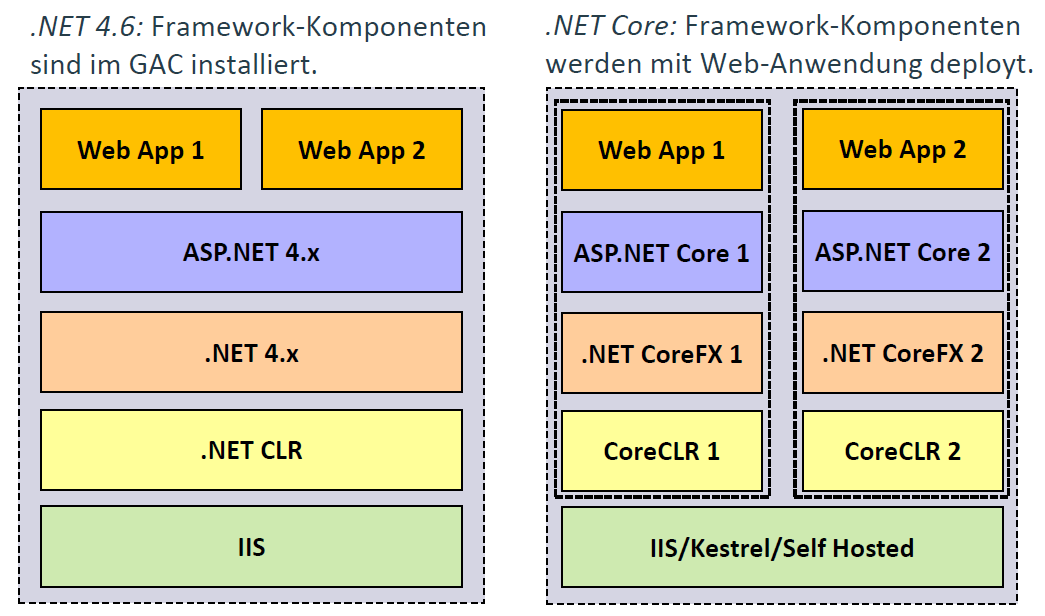 .NET 4.6: Framework-Komponenten
sind im GAC installiert.
Web App 1
Web App 2
ASP.NET 4.x
.NET 4.x
.NET CLR
IIS
.NET Core: Framework-Komponenten
werden mit Web-Anwendung deployt.
Web App 1
Web App 2
ASP.NET Core 1
ASP.NET Core 2
.NET CoreFX 1
.NET CoreFX 2
CoreCLR 1
CoreCLR 2
IIS/Kestrel/Self Hosted